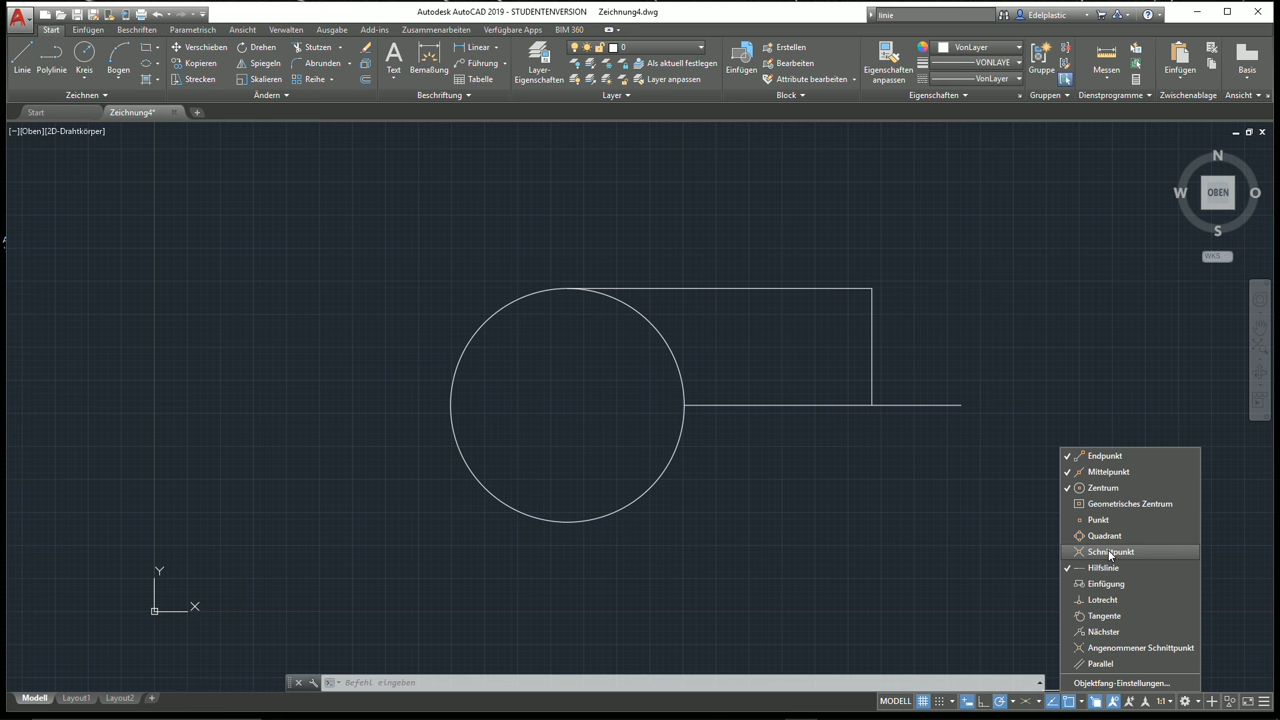 Autodesk AutoCAD 2019 - STUDENTENVERSION Zeichnung4.dwg
linie
Edelplastic
Start Einfügen Beschriften Parametrisch Ansicht Verwalten Ausgabe Add-ins Zusammenarbeiten Verfügbare Apps BIM 360
Linie Polylinie Kreis Bogen
Verschieben Drehen Stutzen
Kopieren Spiegeln Abrunden
Strecken Skalieren Reihe
Text Bemaßung
Linear
Führung
Tabelle
Layer-
Eigenschaften
0
Als aktuell festlegen
Layer anpassen
Einfügen
Erstellen
Bearbeiten
Attribute bearbeiten
Eigenschaften
anpassen
VonLayer
VONLAYE
VonLayer
Gruppe
Messen
Einfügen
Basis
Zeichnen Ändern Beschriftung Layer Block Eigenschaften Gruppen Dienstprogramme Zwischenablage Ansicht
Start Zeichnung4*
[−][Oben][2D-Drahtkörper]
N
W OBEN O
S
WKS
Endpunkt
Mittelpunkt
Zentrum
Geometrisches Zentrum
Punkt
Quadrant
Schnittpunkt
Hilfslinie
Einfügung
Lotrecht
Tangente
Nächster
Angenommener Schnittpunkt
Parallel
Objektfang-Einstellungen...
Y
X
Befehl eingeben
Modell Layout1 Layout2 +
MODELL 1:1